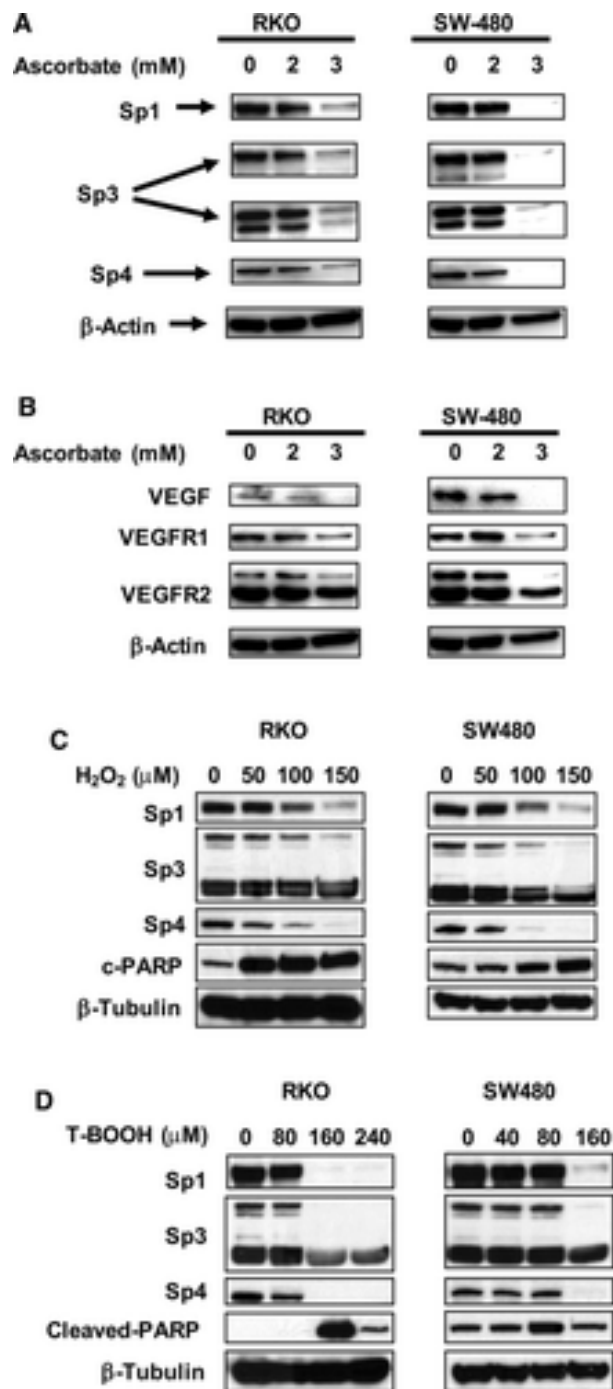 A
RKO SW-480
Ascorbate (mM) 0 2 3 0 2 3
Sp1
Sp3
Sp4
β-Actin
B
RKO SW-480
Ascorbate (mM) 0 2 3 0 2 3
VEGF
VEGFR1
VEGFR2
β-Actin
C
RKO SW480
H₂O₂ (μM) 0 50 100 150 0 50 100 150
Sp1
Sp3
Sp4
c-PARP
β-Tubulin
D
RKO SW480
T-BOOH (μM) 0 80 160 240 0 40 80 160
Sp1
Sp3
Sp4
Cleaved-PARP
β-Tubulin